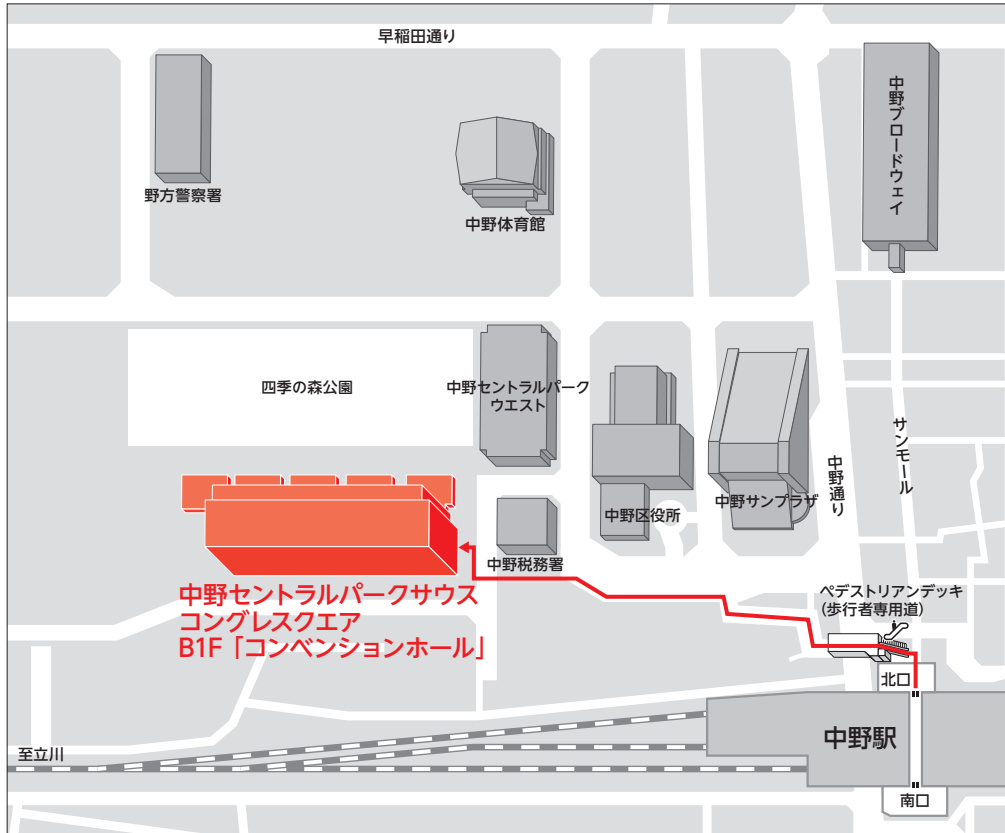 早稲田通り
中野ブロードウェイ
野方警察署
中野体育館
四季の森公園
中野セントラルパーク
ウエスト
サンモール
中野通り
中野サンプラザ
中野区役所
中野税務署
中野セントラルパークサウス
コングレスクエア
B1F「コンベンションホール」
ペデストリアンデッキ
(歩行者専用道)
北口
中野駅
至立川
南口